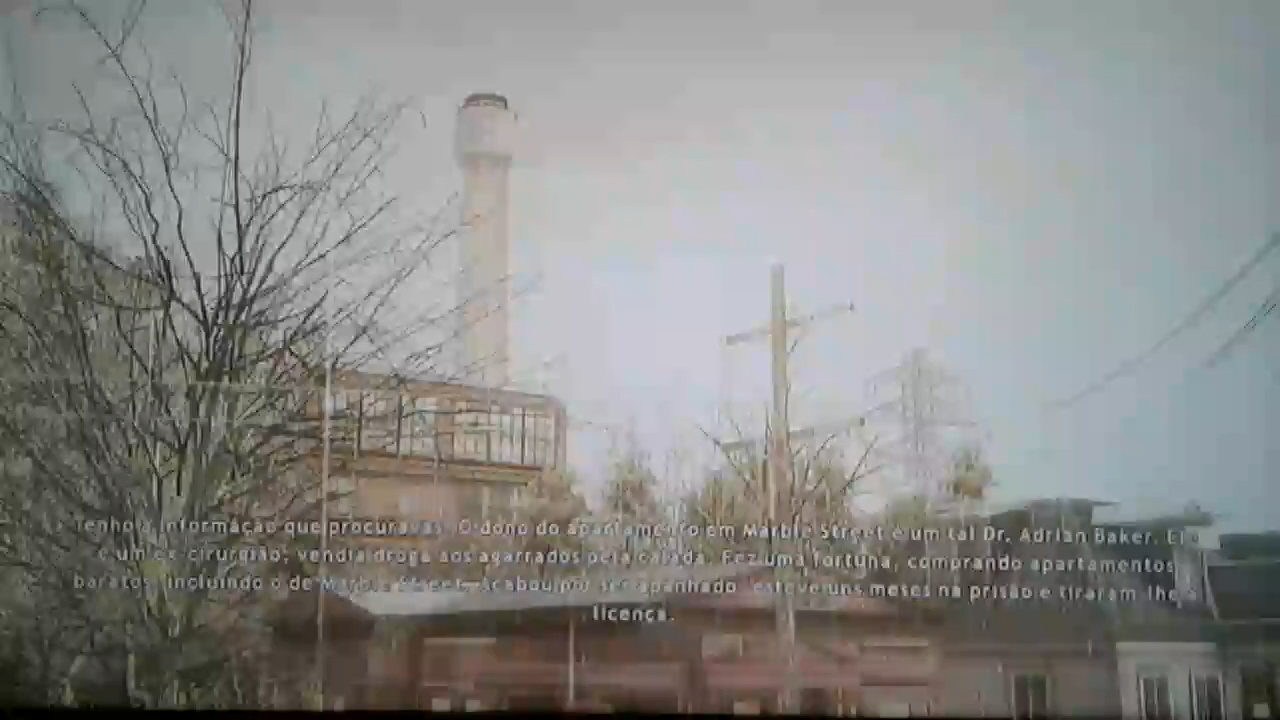 Tenho a informação que procuravas. O dono do apartamento em Marble Street é um tal Dr. Adrian Baker. Ele
é um ex-cirurgião; vendia droga aos agarrados pela calada. Fez uma fortuna, comprando apartamentos
baratos, incluindo o de Marble Street. Acabou por ser apanhado, esteve uns meses na prisão e tiraram-lhe a
licença.